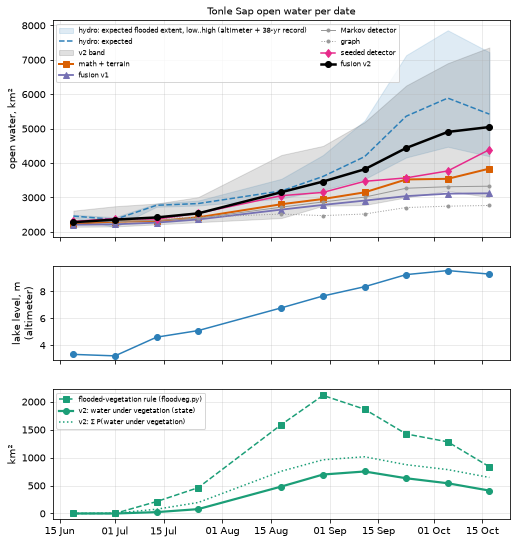 Tonle Sap open water per date
hydro: expected flooded extent, low..high (altimeter + 38-yr record)
hydro: expected
v2 band
math + terrain
fusion v1
Markov detector
graph
seeded detector
fusion v2
open water, km²
8000
7000
6000
5000
4000
3000
2000
lake level, m
(altimeter)
8
6
4
flooded-vegetation rule (floodveg.py)
v2: water under vegetation (state)
v2: Σ P(water under vegetation)
km²
2000
1500
1000
500
0
15 Jun 01 Jul 15 Jul 01 Aug 15 Aug 01 Sep 15 Sep 01 Oct 15 Oct